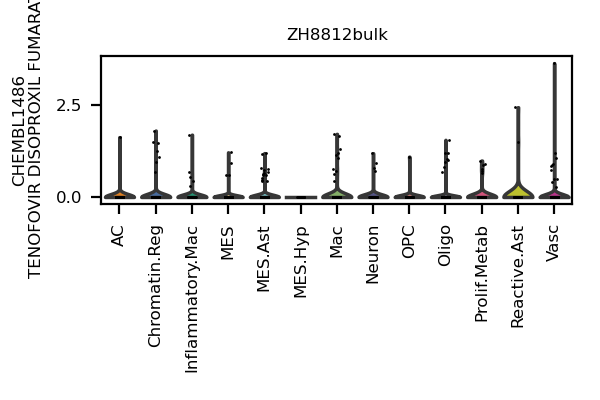 ZH8812bulk
CHEMBL1486
TENOFOVIR DISOPROXIL
2.5
0.0
AC
Chromatin.Reg
Inflammatory.Mac
MES
MES.Ast
MES.Hyp
Mac
Neuron
OPC
Oligo
Prolif.Metab
Reactive.Ast
Vasc